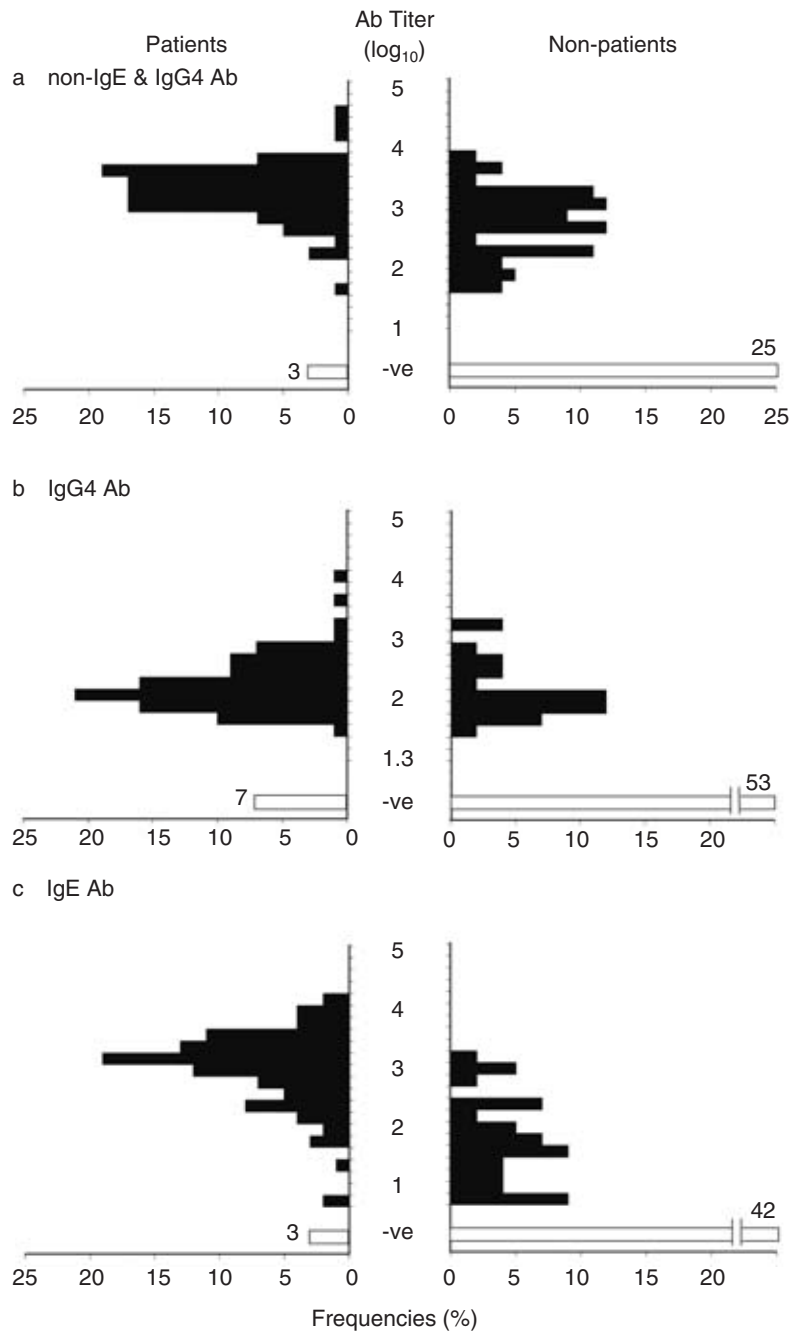 Ab Titer
Patients (log₁₀) Non-patients
a non-IgE & IgG4 Ab
5
4
3
2
1
3 -ve 25
25 20 15 10 5 0 0 5 10 15 20 25
b IgG4 Ab
5
4
3
2
1.3
7 -ve 53
25 20 15 10 5 0 0 5 10 15 20
c IgE Ab
5
4
3
2
1
3 -ve 42
25 20 15 10 5 0 0 5 10 15 20
Frequencies (%)